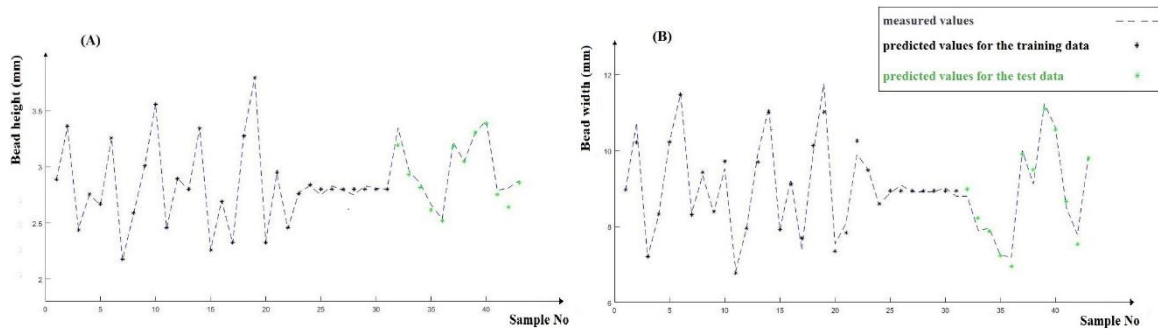 (A)
Bead height (mm)
3.5
3
2.5
2
0
5
10
15
20
25
30
35
40
Sample No
(B)
Bead width (mm)
12
10
8
6
0
5
10
15
20
25
30
35
40
Sample No
measured values
predicted values for the training data
predicted values for the test data